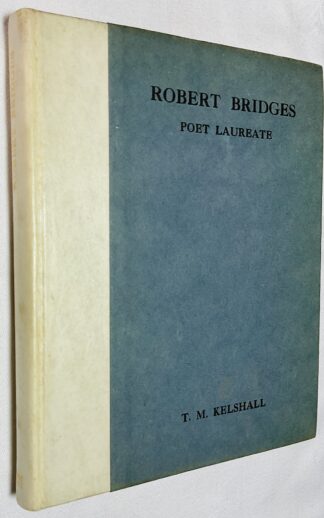 ROBERT BRIDGES
POET LAUREATE
T. M. KELSHALL